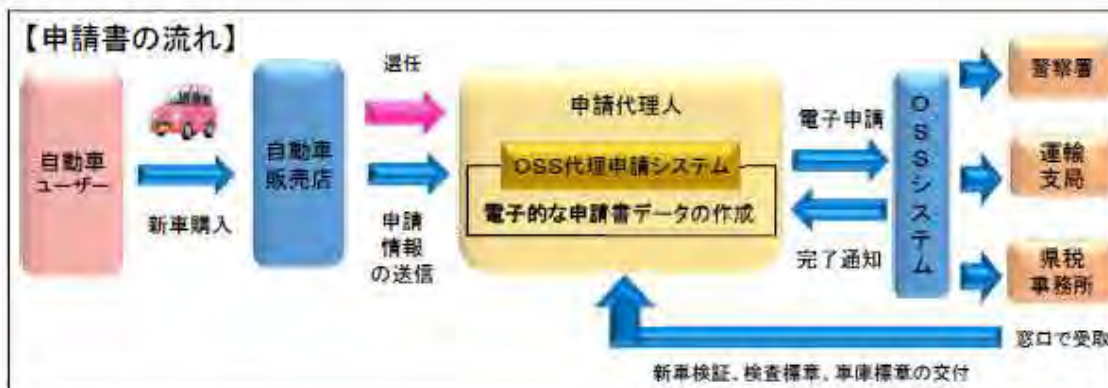 【申請書の流れ】
自動車
ユーザー
新車購入
自動車
販売店
選任
申請
情報
の送信
申請代理人
OSS代理申請システム
電子的な申請書データの作成
電子申請
完了通知
OSSシステム
警察署
運輸
支局
県税
事務所
窓口で受取
新車検証、検査標章、車庫標章の交付